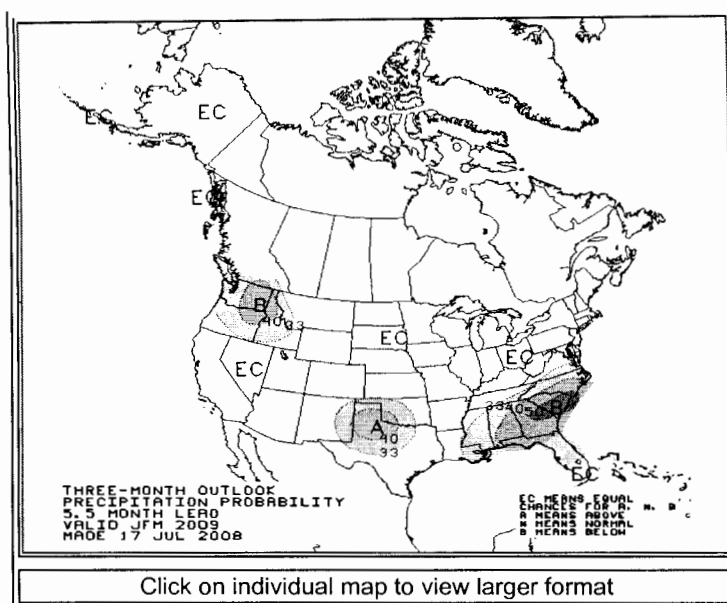 EC
EC
EC
B
40 33
EC
EC
EC
33 40 50 B
A
40
33
EC
THREE-MONTH OUTLOOK
PRECIPITATION PROBABILITY
5.5 MONTH LEAD
VALID JFM 2009
MADE 17 JUL 2008
EC MEANS EQUAL
CHANCES FOR A, N, B
A MEANS ABOVE
N MEANS NORMAL
B MEANS BELOW
Click on individual map to view larger format